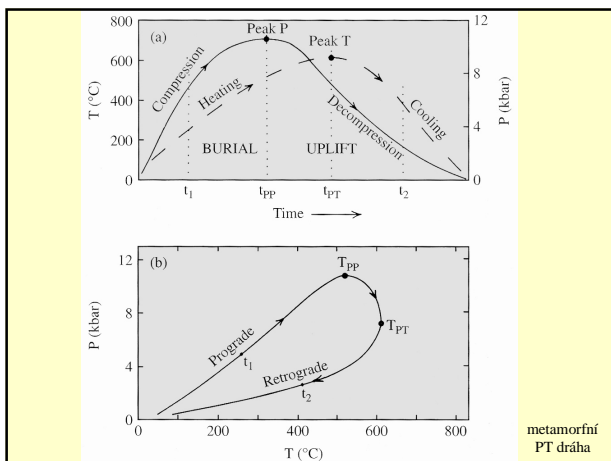 (a)
Peak P
Peak T
Compression
Heating
Decompression
Cooling
BURIAL
UPLIFT
T (°C)
800
600
400
200
0
P (kbar)
12
9
4
0
t1
tPP
tPT
t2
Time
(b)
TPP
TPT
Prograde
t1
Retrograde
t2
P (kbar)
12
8
4
0
0
200
400
600
800
T (°C)
metamorfní
PT dráha